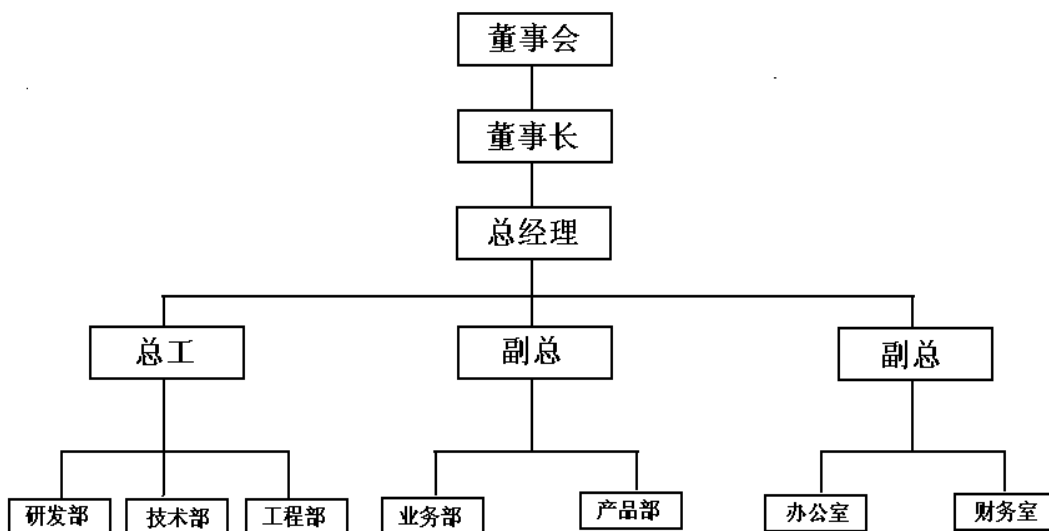 董事会
董事长
总经理
总工
副总
副总
研发部
技术部
工程部
业务部
产品部
办公室
财务室